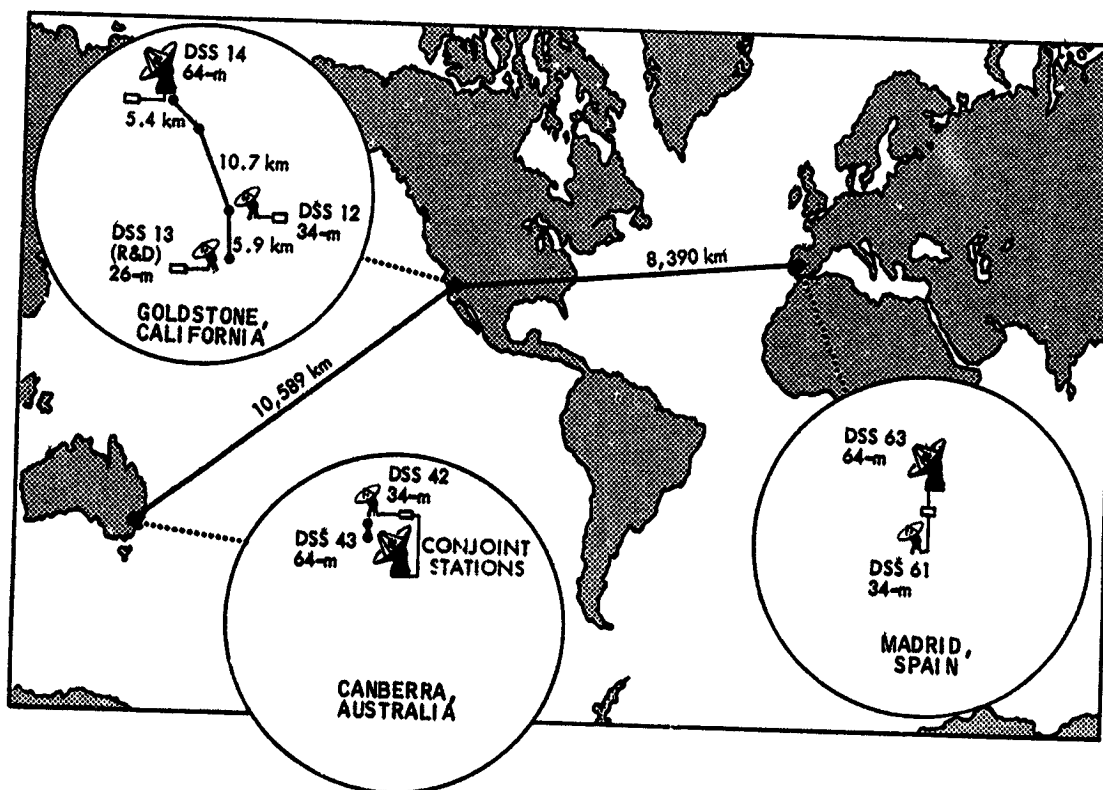 DSS 14
64-m
5.4 km
10.7 km
DSS 12
34-m
DSS 13
(R&D)
26-m
5.9 km
GOLDSTONE,
CALIFORNIA
8,390 km
10,589 km
DSS 42
34-m
DSS 43
64-m
CONJOINT
STATIONS
CANBERRA,
AUSTRALIA
DSS 63
64-m
DSS 61
34-m
MADRID,
SPAIN